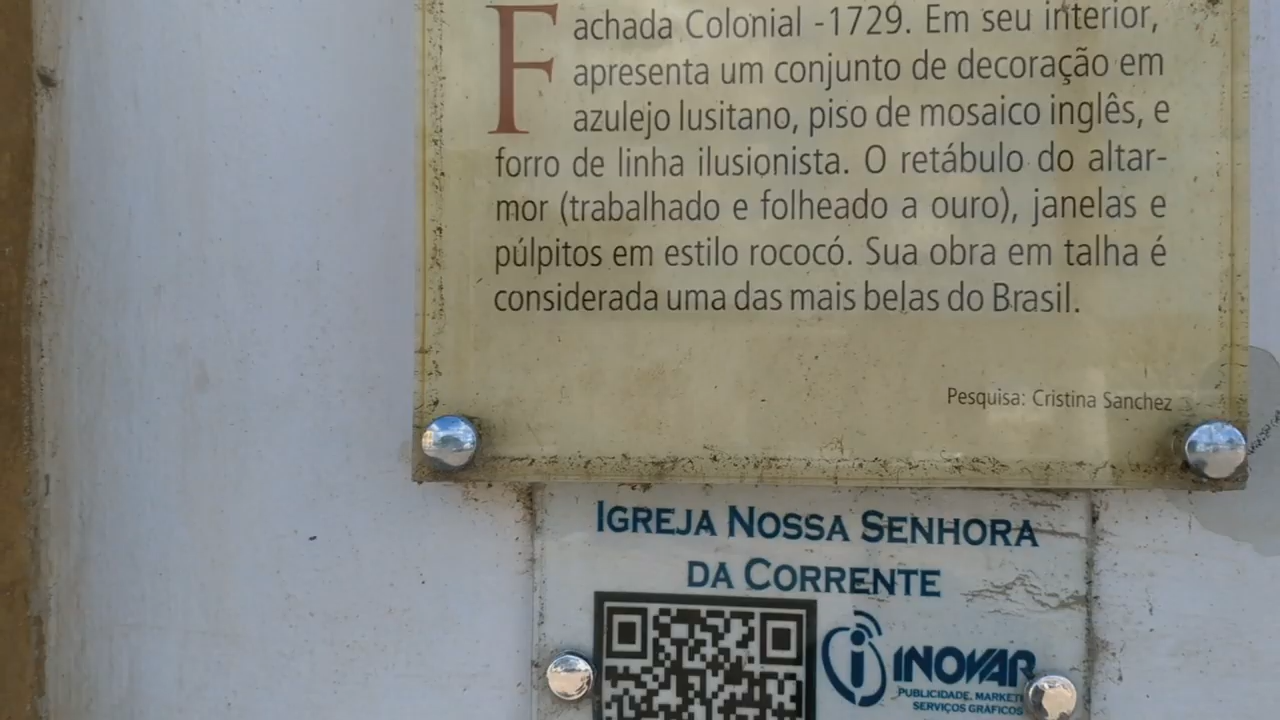 Fachada Colonial -1729. Em seu interior,
apresenta um conjunto de decoração em
azulejo lusitano, piso de mosaico inglês, e
forro de linha ilusionista. O retábulo do altar-
mor (trabalhado e folheado a ouro), janelas e
púlpitos em estilo rococó. Sua obra em talha é
considerada uma das mais belas do Brasil.
Pesquisa: Cristina Sanchez
IGREJA NOSSA SENHORA
DA CORRENTE
INOVAR
PUBLICIDADE, MARKETI
SERVIÇOS GRÁFICOS